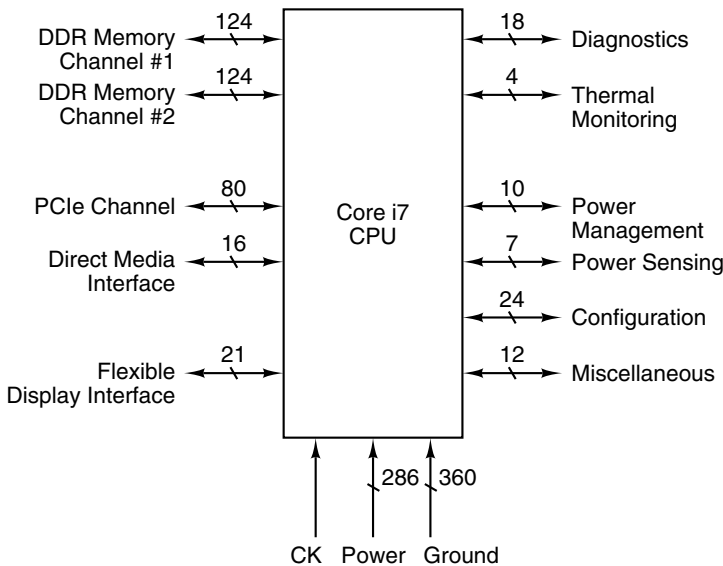 124
DDR Memory
Channel #1
124
DDR Memory
Channel #2
80
PCIe Channel
16
Direct Media
Interface
21
Flexible
Display Interface
Core i7
CPU
18
Diagnostics
4
Thermal
Monitoring
10
Power
Management
7
Power Sensing
24
Configuration
12
Miscellaneous
286
360
CK
Power
Ground